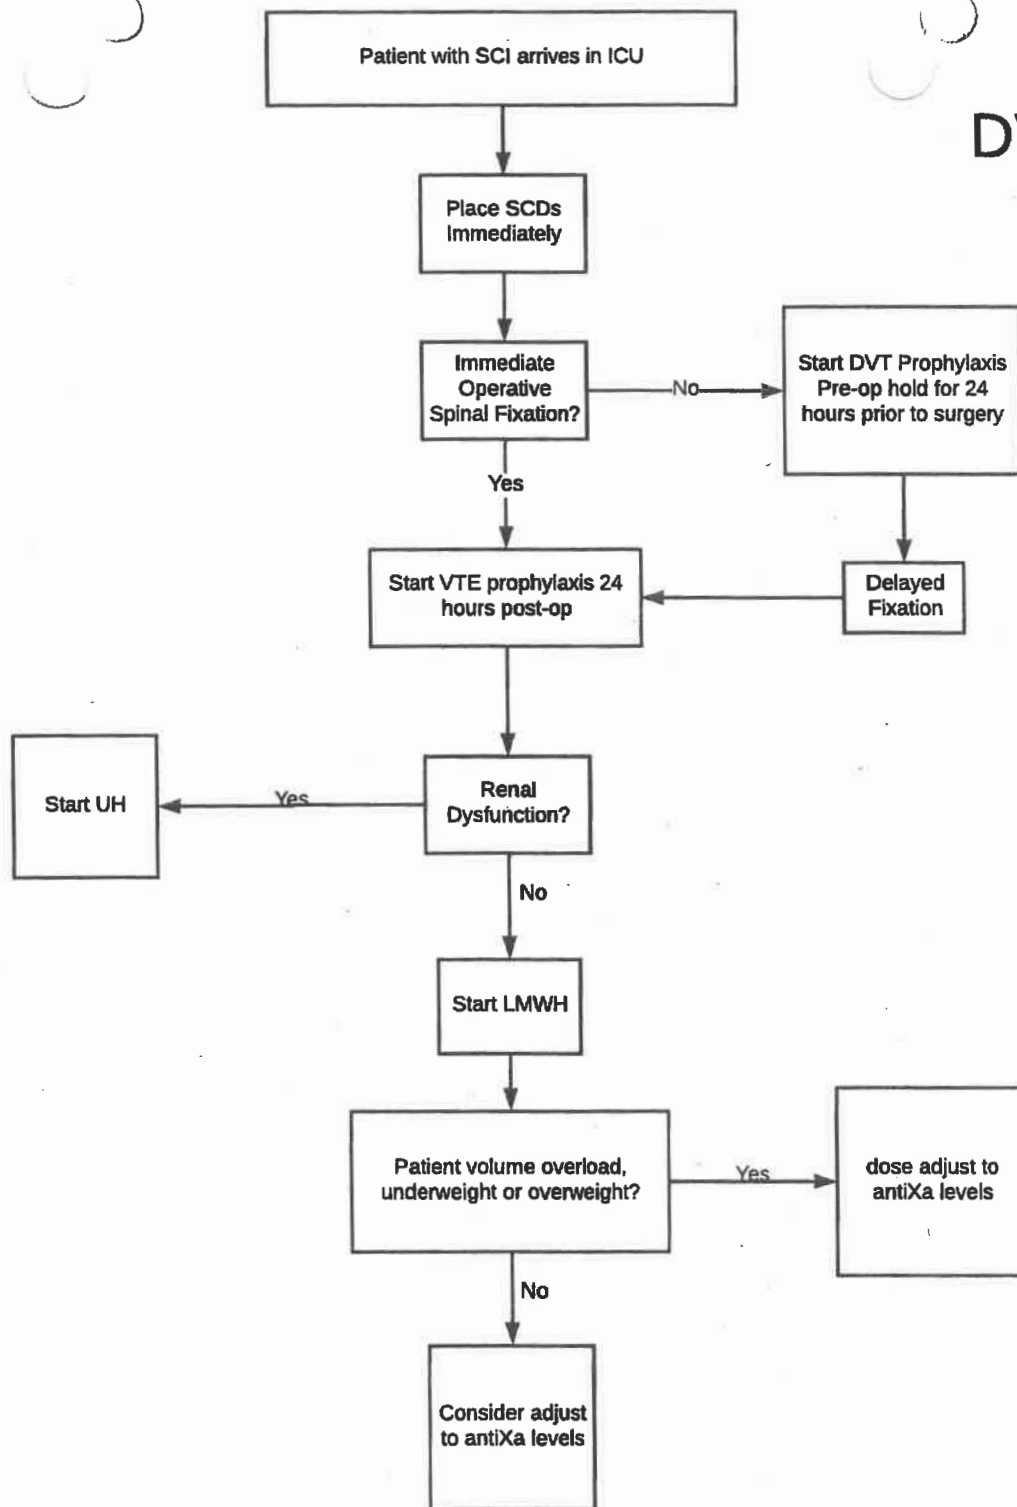 Patient with SCI arrives in ICU
D
Place SCDs
Immediately
Immediate
Operative
Spinal Fixation?
No
Start DVT Prophylaxis
Pre-op hold for 24
hours prior to surgery
Yes
Start VTE prophylaxis 24
hours post-op
Delayed
Fixation
Start UH
Yes
Renal
Dysfunction?
No
Start LMWH
Patient volume overload,
underweight or overweight?
Yes
dose adjust to
antiXa levels
No
Consider adjust
to antiXa levels